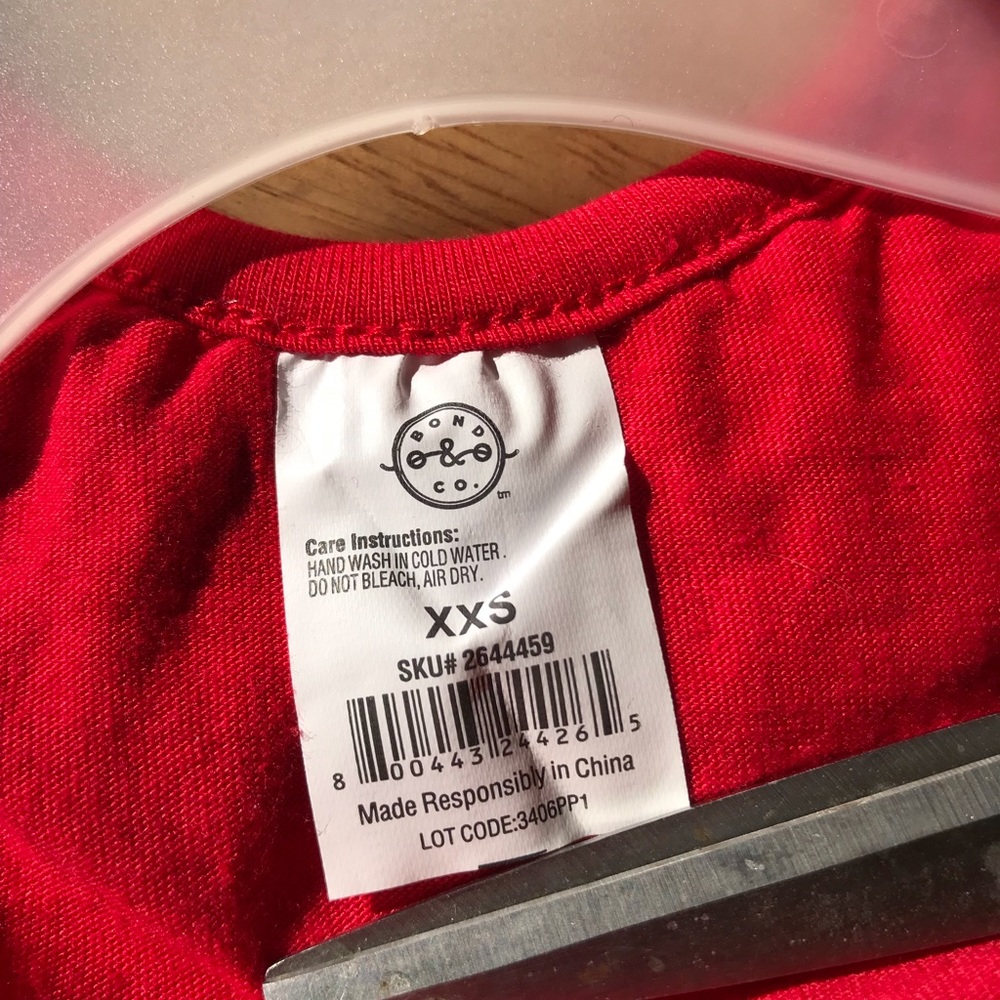 BOND
&
CO.
tm
Care Instructions:
HAND WASH IN COLD WATER.
DO NOT BLEACH, AIR DRY.
XXS
SKU# 2644459
8 00443 24426 5
Made Responsibly in China
LOT CODE:3406PP1